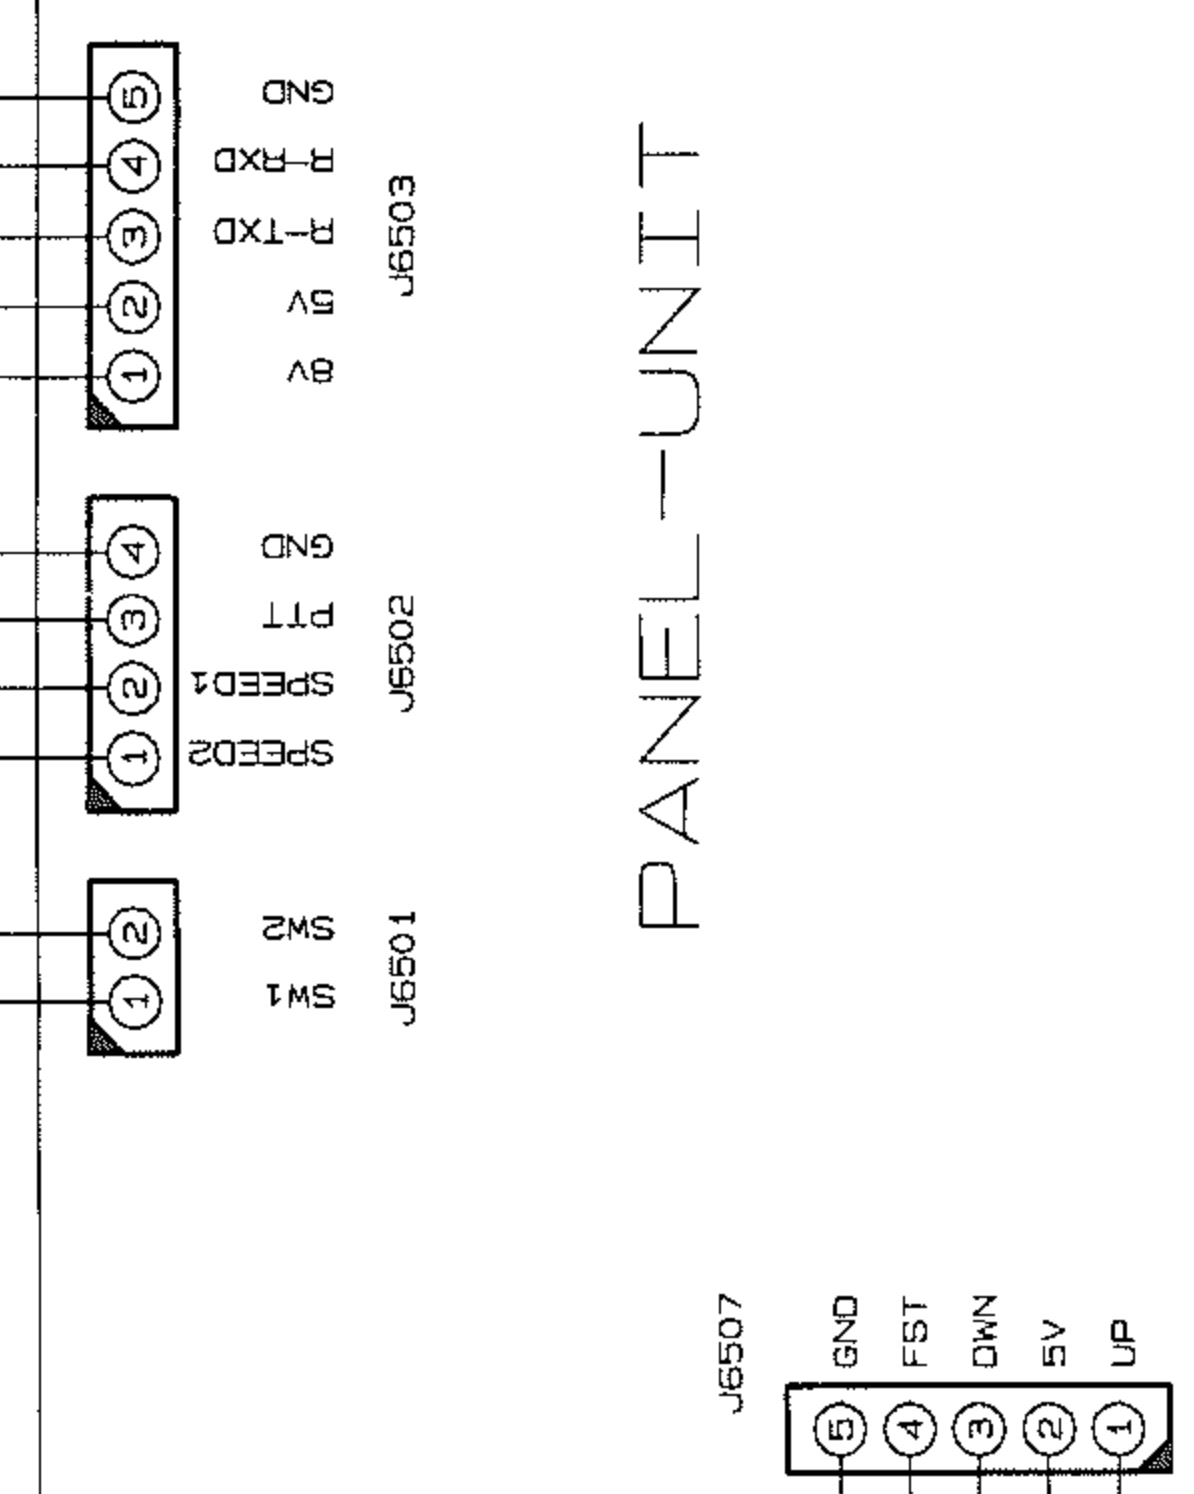 5 GND
4 R-RXD
3 R-TXD
2 5V
1 8V
J6503
4 GND
3 PTT
2 SPEED1
1 SPEED2
J6502
2 SW2
1 SW1
J6501
PANEL-UNIT
J6507
GND 5
FST 4
DWN 3
5V 2
UP 1